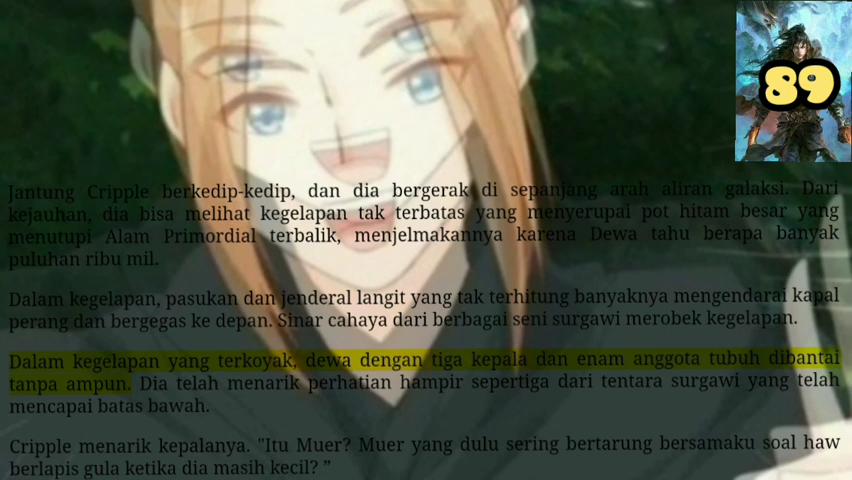 89
Jantung Cripple berkedip-kedip, dan dia bergerak di sepanjang arah aliran galaksi. Dari
kejauhan, dia bisa melihat kegelapan tak terbatas yang menyerupai pot hitam besar yang
menutupi Alam Primordial terbalik, menjelmakannya karena Dewa tahu berapa banyak
puluhan ribu mil.
Dalam kegelapan, pasukan dan jenderal langit yang tak terhitung banyaknya mengendarai kapal
perang dan bergegas ke depan. Sinar cahaya dari berbagai seni surgawi merobek kegelapan.
Dalam kegelapan yang terkoyak, dewa dengan tiga kepala dan enam anggota tubuh dibantai
tanpa ampun. Dia telah menarik perhatian hampir sepertiga dari tentara surgawi yang telah
mencapai batas bawah.
Cripple menarik kepalanya. "Itu Muer? Muer yang dulu sering bertarung bersamaku soal haw
berlapis gula ketika dia masih kecil? ”